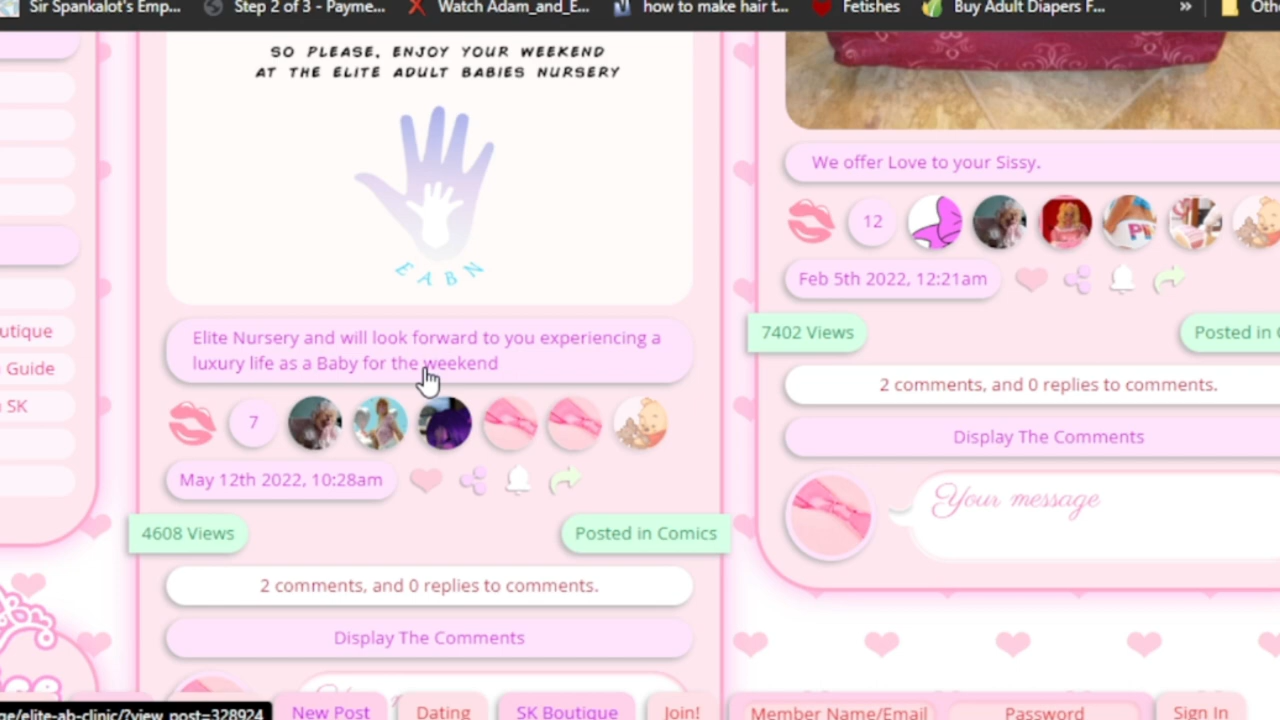 Sir Spankalot's Emp...
Step 2 of 3 - Payme...
Watch Adam_and_E...
how to make hair t...
Fetishes
Buy Adult Diapers F...
»
Othe
SO PLEASE, ENJOY YOUR WEEKEND
AT THE ELITE ADULT BABIES NURSERY
EABN
Elite Nursery and will look forward to you experiencing a
luxury life as a Baby for the weekend
7
May 12th 2022, 10:28am
4608 Views
Posted in Comics
2 comments, and 0 replies to comments.
Display The Comments
We offer Love to your Sissy.
12
Feb 5th 2022, 12:21am
7402 Views
Posted in C
2 comments, and 0 replies to comments.
Display The Comments
Your message
utique
Guide
SK
ge/elite-ab-clinic/?view_post=328924
New Post
Dating
SK Boutique
Join!
Member Name/Email
Password
Sign In